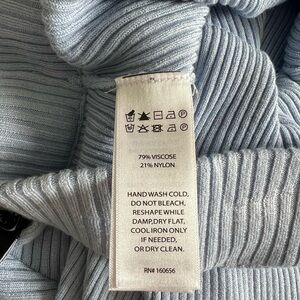 79% VISCOSE
21% NYLON
HAND WASH COLD,
DO NOT BLEACH,
RESHAPE WHILE
DAMP,DRY FLAT,
COOL IRON ONLY
IF NEEDED,
OR DRY CLEAN.
RN# 160656